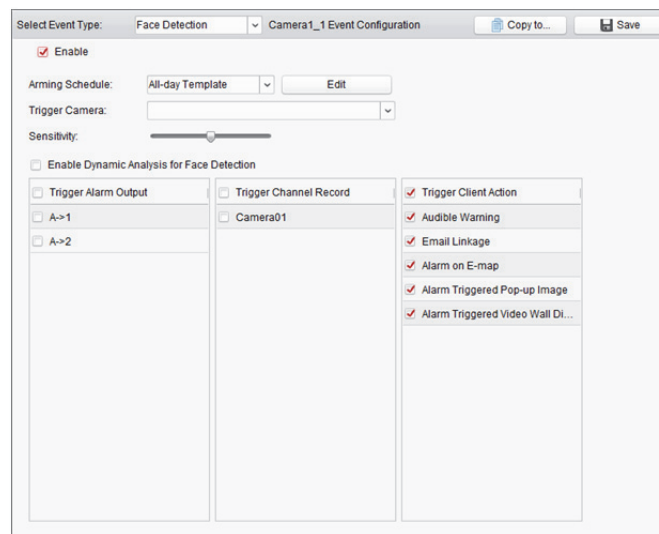 Select Event Type: Face Detection Camera1_1 Event Configuration Copy to... Save
Enable
Arming Schedule: All-day Template Edit
Trigger Camera:
Sensitivity:
Enable Dynamic Analysis for Face Detection
Trigger Alarm Output Trigger Channel Record Trigger Client Action
A->1 Camera01 Audible Warning
A->2 Email Linkage
Alarm on E-map
Alarm Triggered Pop-up Image
Alarm Triggered Video Wall Di...